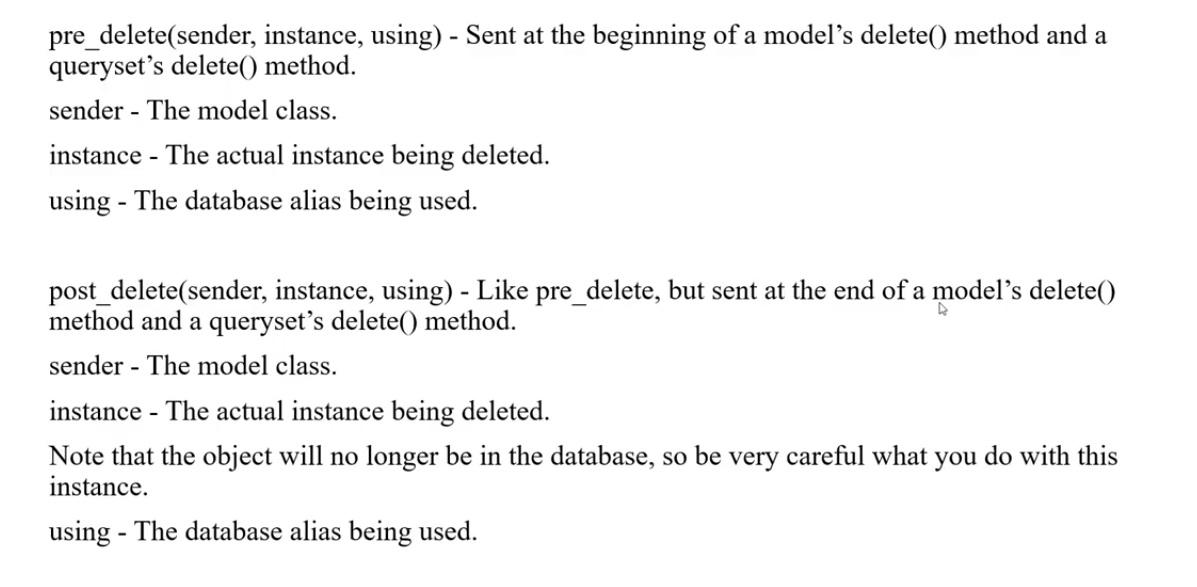 pre_delete(sender, instance, using) - Sent at the beginning of a model’s delete() method and a
queryset’s delete() method.
sender - The model class.
instance - The actual instance being deleted.
using - The database alias being used.
post_delete(sender, instance, using) - Like pre_delete, but sent at the end of a model’s delete()
method and a queryset’s delete() method.
sender - The model class.
instance - The actual instance being deleted.
Note that the object will no longer be in the database, so be very careful what you do with this
instance.
using - The database alias being used.